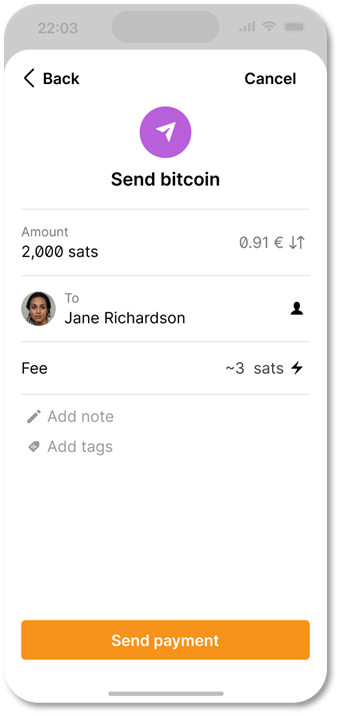 22:03
Back
Cancel
Send bitcoin
Amount
2,000 sats
0.91 €
To
Jane Richardson
Fee
~3 sats
Add note
Add tags
Send payment